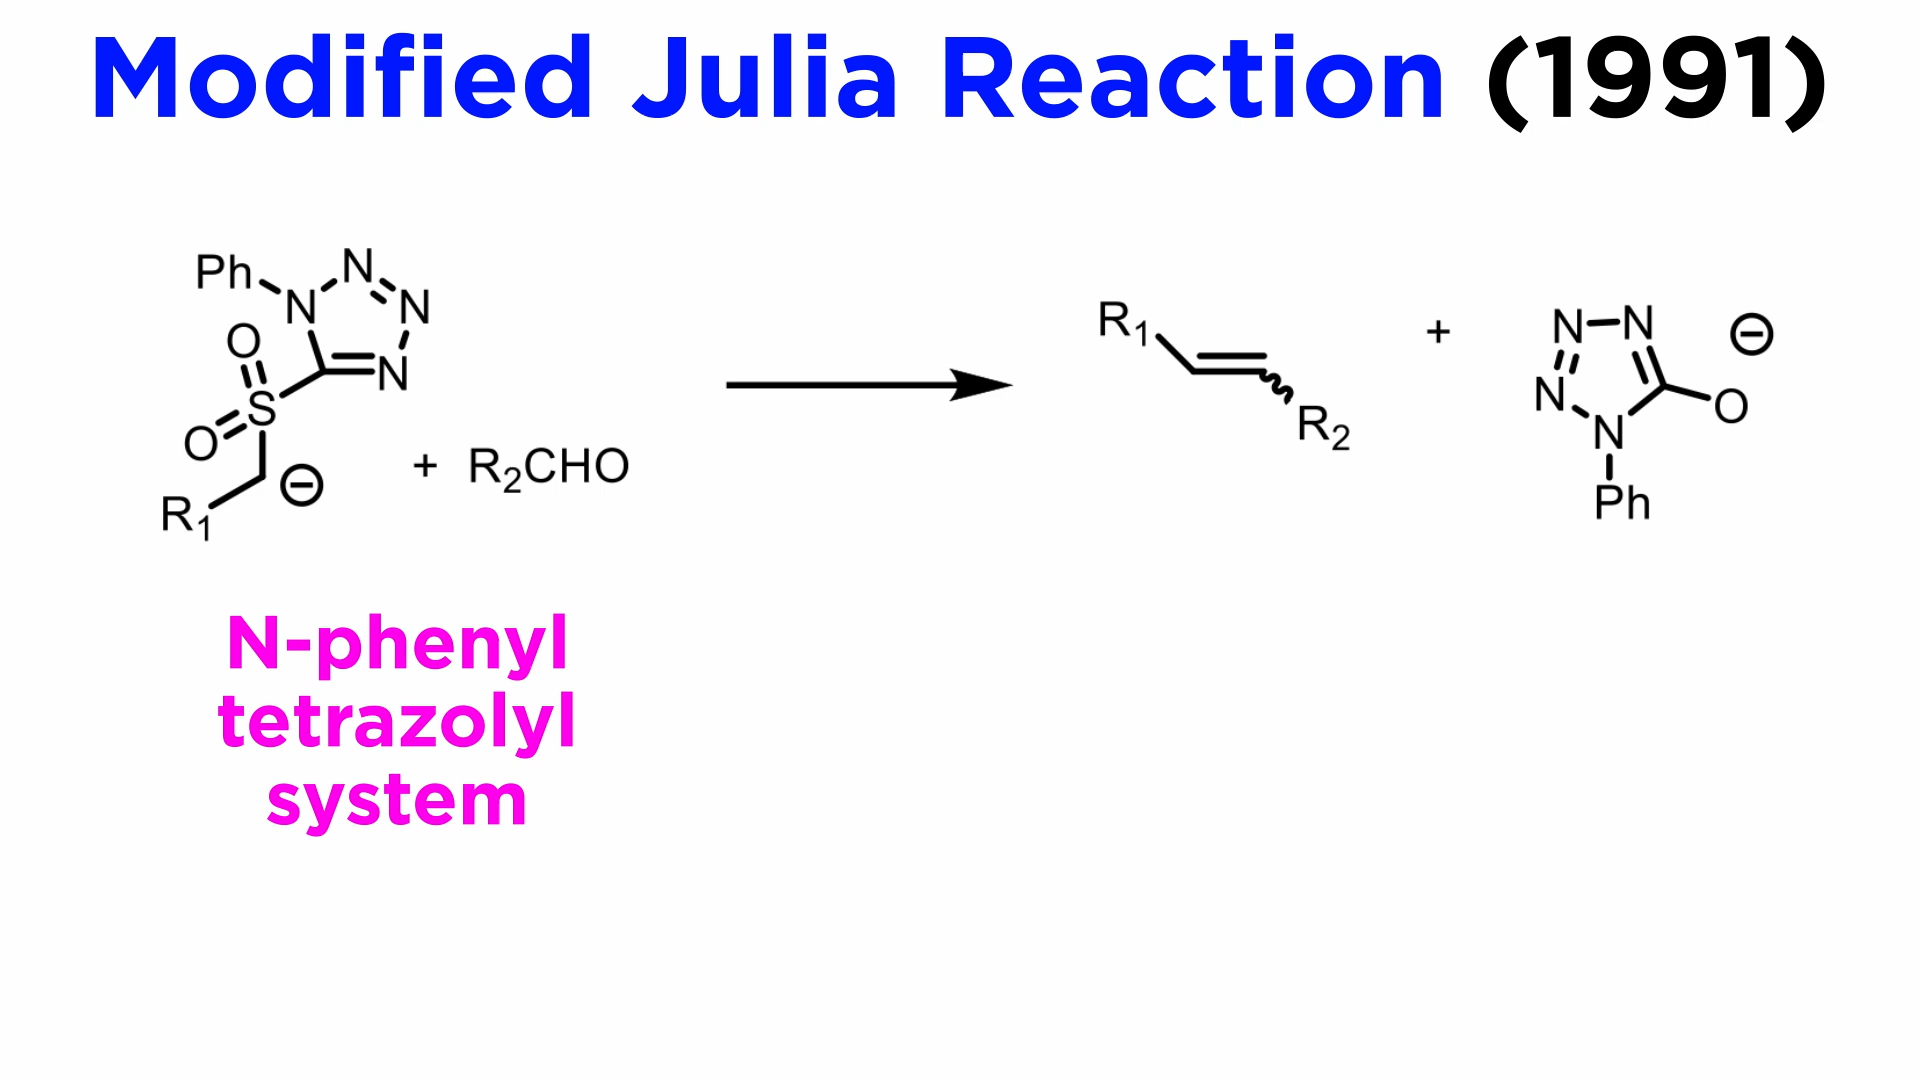 Modified Julia Reaction (1991)
Ph
N
N
N
N
O
O
S
R1
⊖
+ R2CHO
R1
R2
+
N
N
N
N
O
⊖
Ph
N-phenyl
tetrazolyl
system